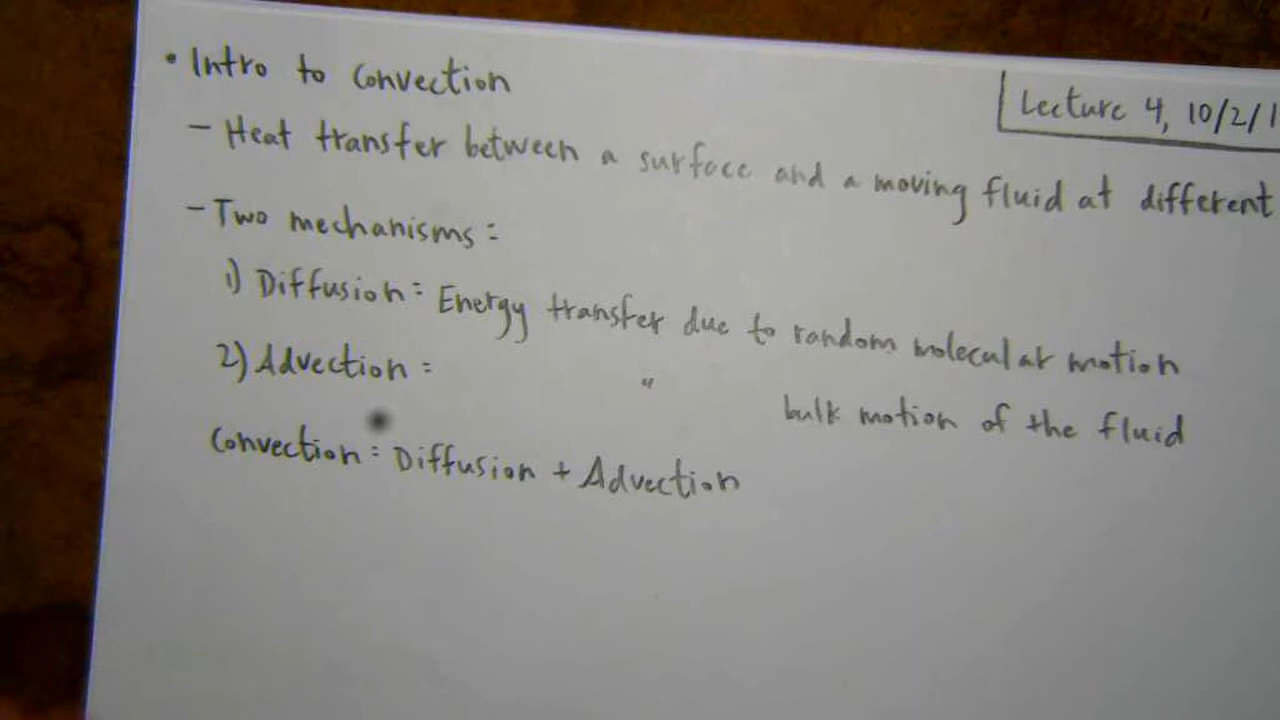 • Intro to Convection
Lecture 4, 10/2/1
- Heat transfer between a surface and a moving fluid at different
- Two mechanisms:
1) Diffusion: Energy transfer due to random molecular motion
2) Advection: " bulk motion of the fluid
Convection: Diffusion + Advection